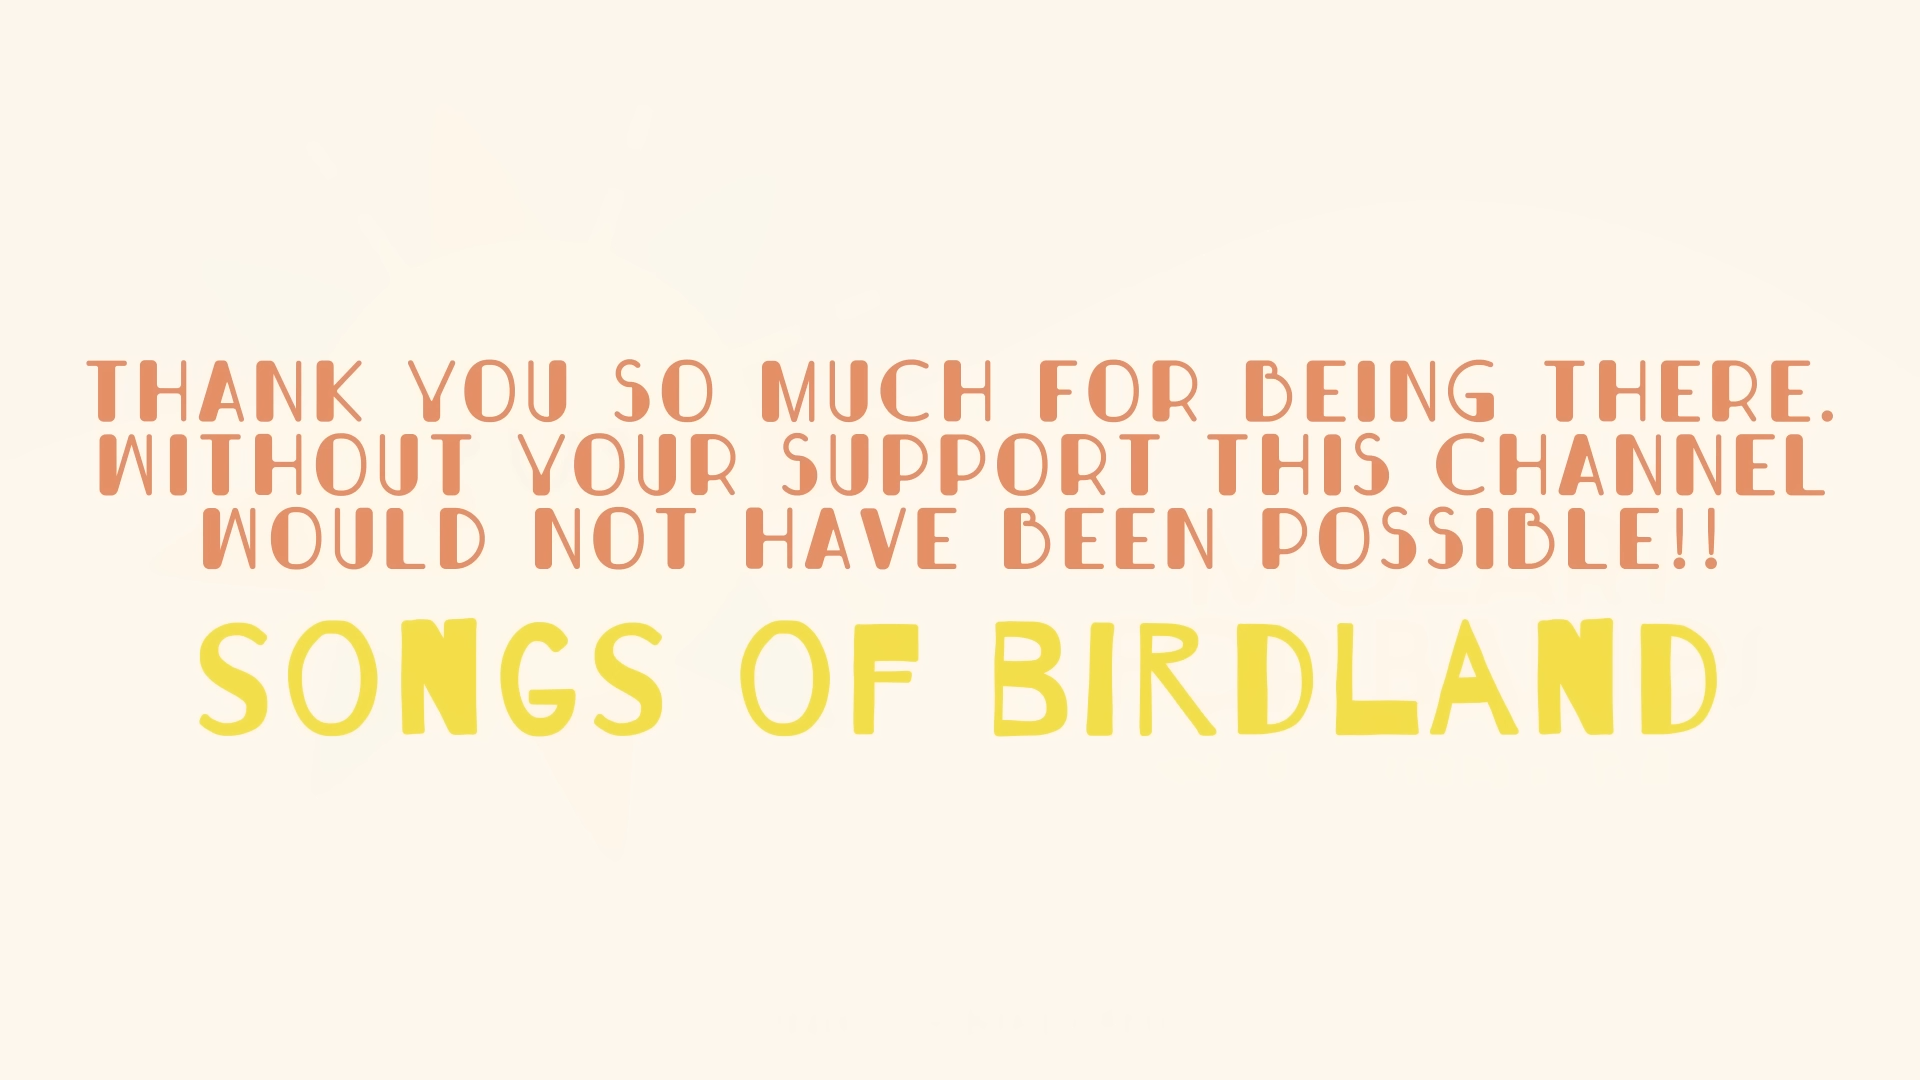 THANK YOU SO MUCH FOR BEING THERE.
WITHOUT YOUR SUPPORT THIS CHANNEL
WOULD NOT HAVE BEEN POSSIBLE!!
SONGS OF BIRDLAND